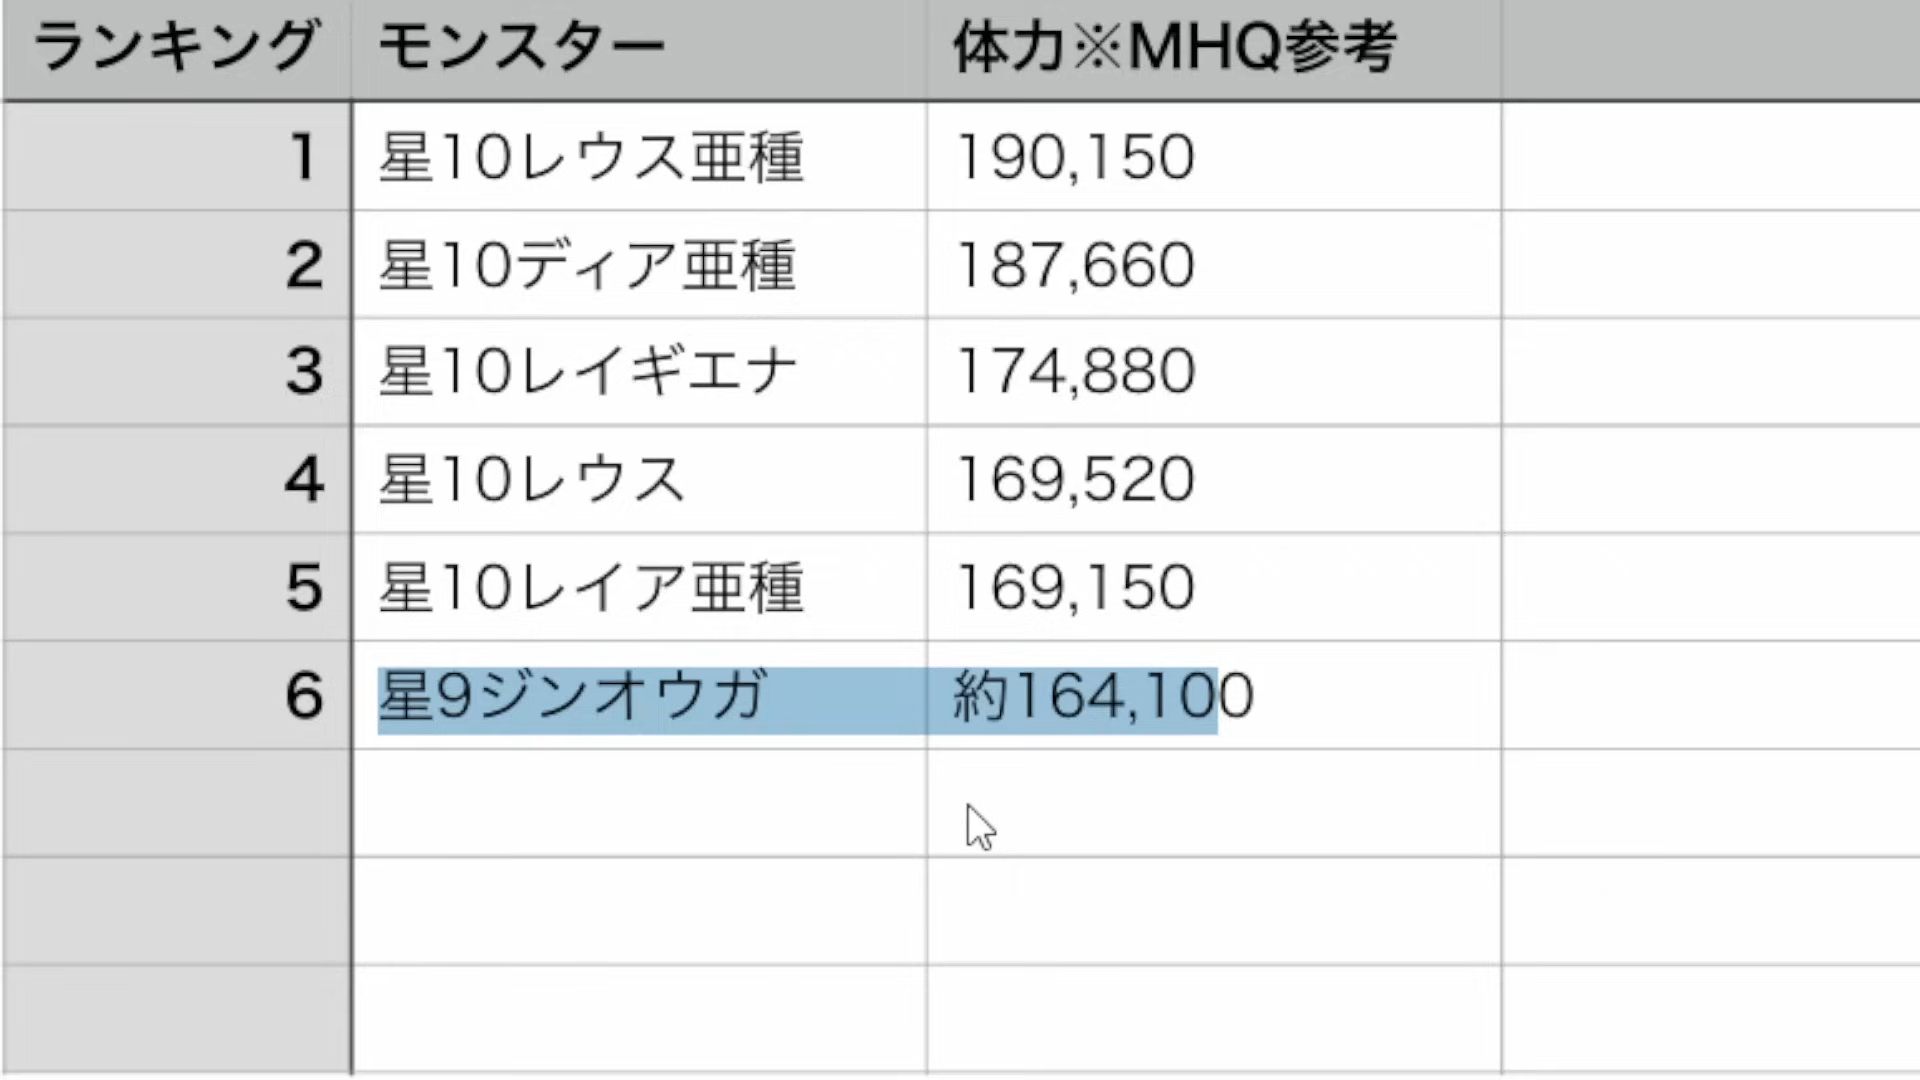 ランキング モンスター 体力※MHQ参考
1 星10レウス亜種 190,150
2 星10ディア亜種 187,660
3 星10レイギエナ 174,880
4 星10レウス 169,520
5 星10レイア亜種 169,150
6 星9ジンオウガ 約164,100